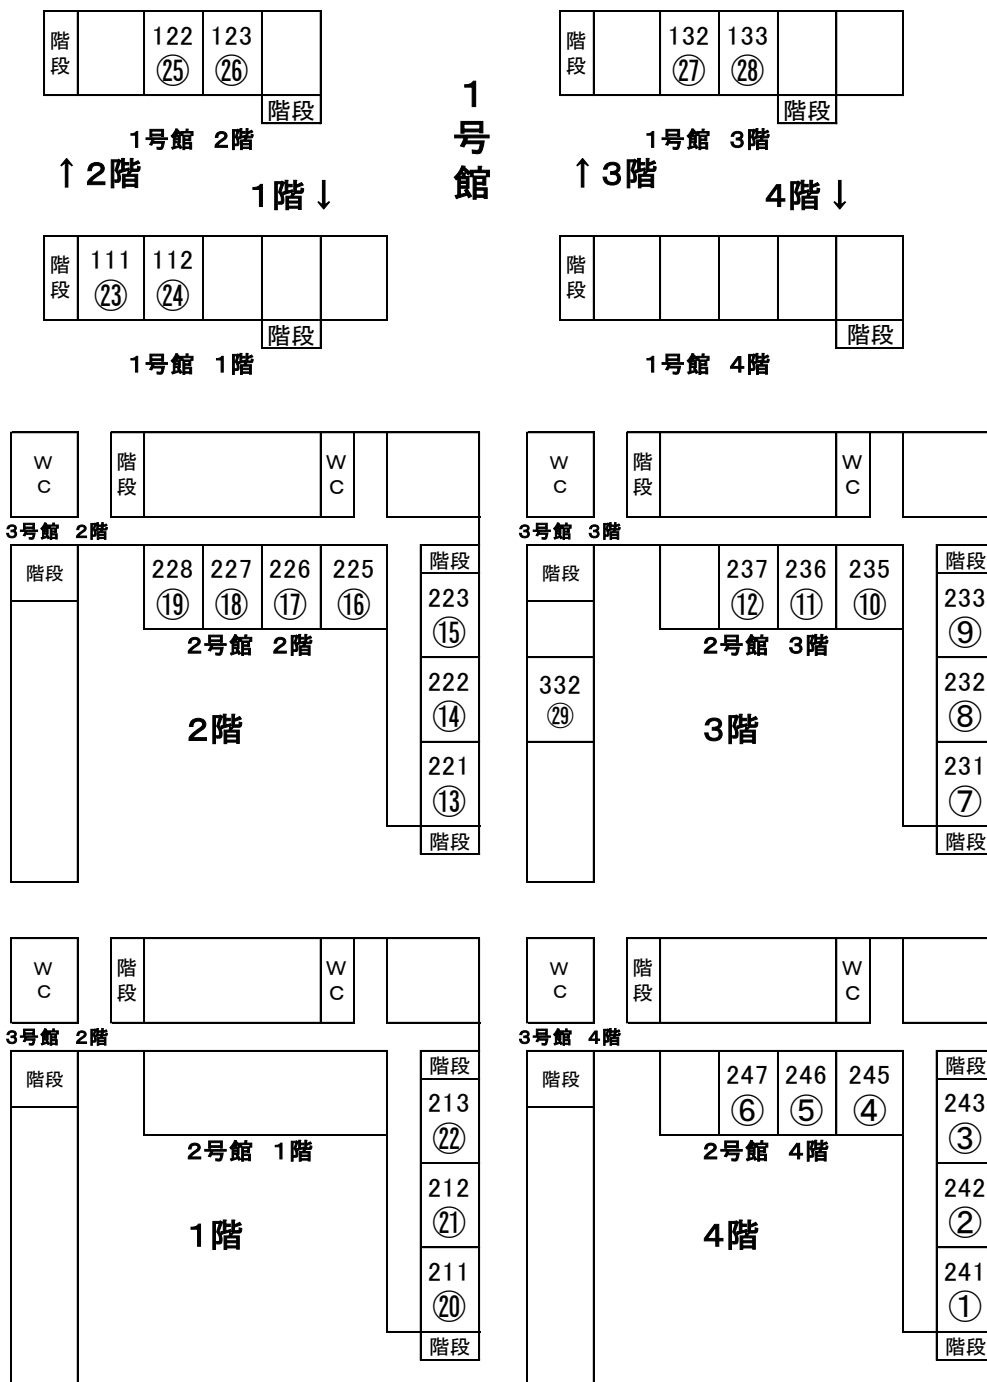 階段
122
㉕
123
㉖
階段
1号館 2階
↑2階
1階↓
1号館
階段
132
㉗
133
㉘
階段
1号館 3階
↑3階
4階↓
階段
111
㉓
112
㉔
階段
1号館 1階
階段
階段
1号館 4階
WC
階段
WC
3号館 2階
階段
228
⑲
227
⑱
226
⑰
225
⑯
2号館 2階
階段
223
⑮
222
⑭
221
⑬
階段
2階
WC
階段
WC
3号館 3階
階段
332
㉙
237
⑫
236
⑪
235
⑩
2号館 3階
階段
233
⑨
232
⑧
231
⑦
階段
3階
WC
階段
WC
3号館 2階
階段
2号館 1階
階段
213
㉒
212
㉑
211
⑳
階段
1階
WC
階段
WC
3号館 4階
階段
247
⑥
246
⑤
245
④
2号館 4階
階段
243
③
242
②
241
①
階段
4階